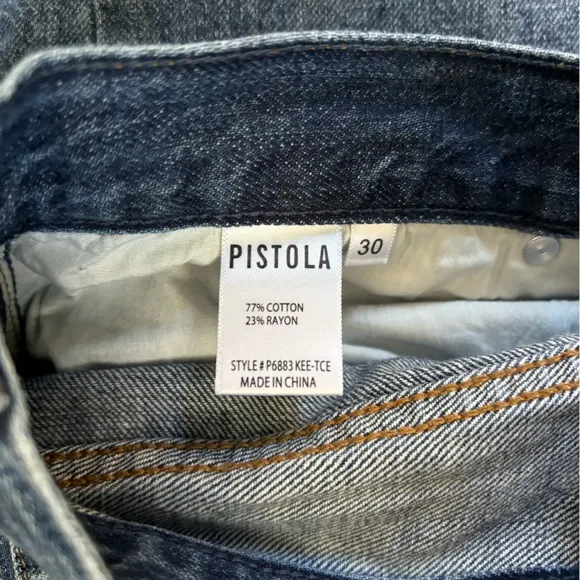 PISTOLA
30
77% COTTON
23% RAYON
STYLE # P6883 KEE-TCE
MADE IN CHINA